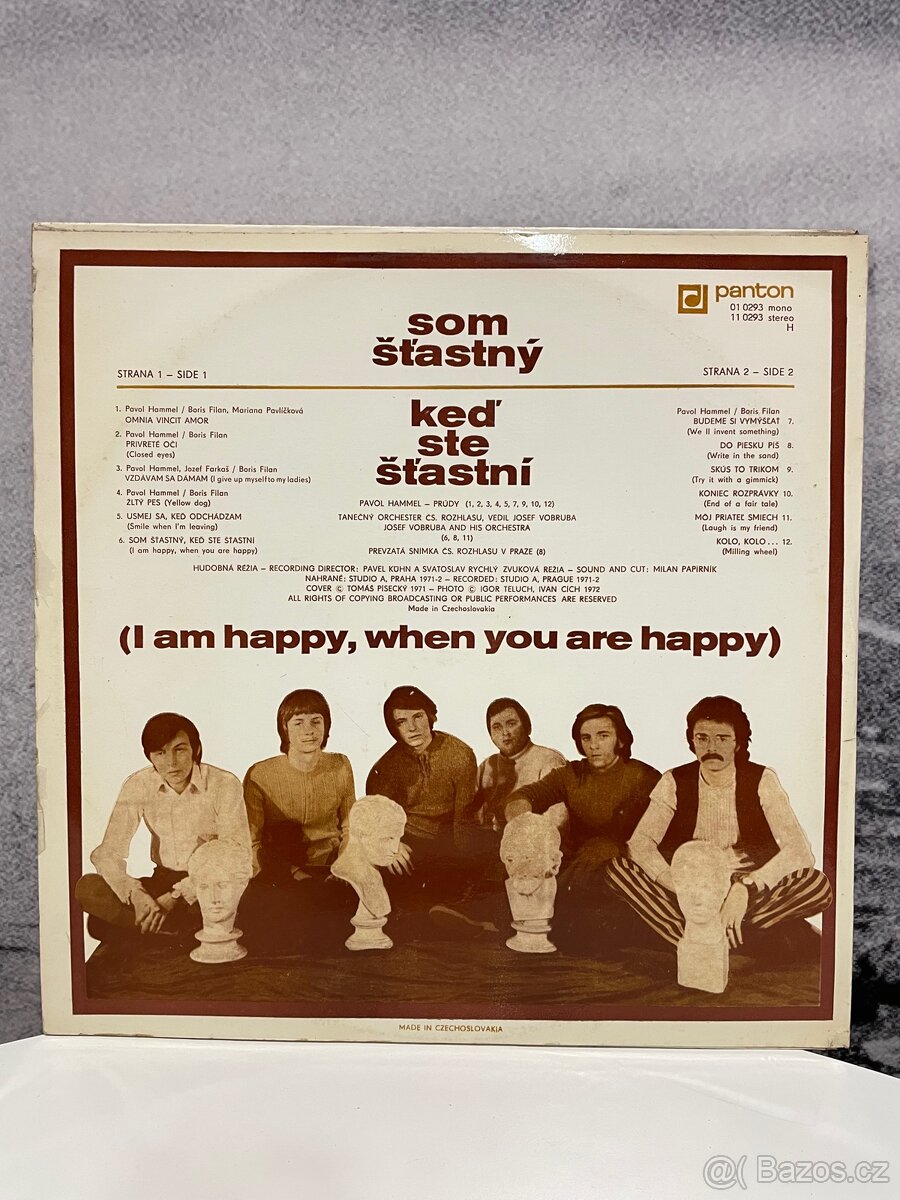 panton
01 0293 mono
11 0293 stereo
H
som
šťastný
STRANA 1 – SIDE 1
STRANA 2 – SIDE 2
keď
ste
šťastní
1. Pavol Hammel / Boris Filan, Mariana Pavlíčková
OMNIA VINCIT AMOR
2. Pavol Hammel / Boris Filan
PRIVRETÉ OČI
(Closed eyes)
3. Pavol Hammel, Jozef Farkaš / Boris Filan
VZDÁVAM SA DÁMAM (I give up myself to my ladies)
4. Pavol Hammel / Boris Filan
ŽLTÝ PES (Yellow dog)
5. USMEJ SA, KEĎ ODCHÁDZAM
(Smile when I'm leaving)
6. SOM ŠŤASTNÝ, KEĎ STE ŠŤASTNÍ
(I am happy, when you are happy)
Pavol Hammel / Boris Filan
BUDEME SI VYMÝŠĽAŤ 7.
(We ll invent something)
DO PIESKU PÍŠ 8.
(Write in the sand)
SKÚS TO TRIKOM 9.
(Try it with a gimmick)
KONIEC ROZPRÁVKY 10.
(End of a fair tale)
MÔJ PRIATEĽ SMIECH 11.
(Laugh is my friend)
KOLO, KOLO... 12.
(Milling wheel)
PAVOL HAMMEL – PRÚDY (1, 2, 3, 4, 5, 7, 9, 10, 12)
TANEČNÝ ORCHESTER ČS. ROZHLASU, VEDIL JOSEF VOBRUBA
JOSEF VOBRUBA AND HIS ORCHESTRA
(6, 8, 11)
PREVZATÁ SNÍMKA ČS. ROZHLASU V PRAZE (8)
HUDOBNÁ RÉŽIA – RECORDING DIRECTOR: PAVEL KÜHN A SVATOSLAV RYCHLÝ ZVUKOVÁ RÉŽIA – SOUND AND CUT: MILAN PAPÍRNÍK
NAHRANÉ: STUDIO A, PRAHA 1971-2 – RECORDED: STUDIO A, PRAGUE 1971-2
COVER © TOMÁŠ PÍSECKÝ 1971 – PHOTO © IGOR TELUCH, IVAN CICH 1972
ALL RIGHTS OF COPYING BROADCASTING OR PUBLIC PERFORMANCES ARE RESERVED
Made in Czechoslovakia
(I am happy, when you are happy)
MADE IN CZECHOSLOVAKIA
@( Bazos.cz